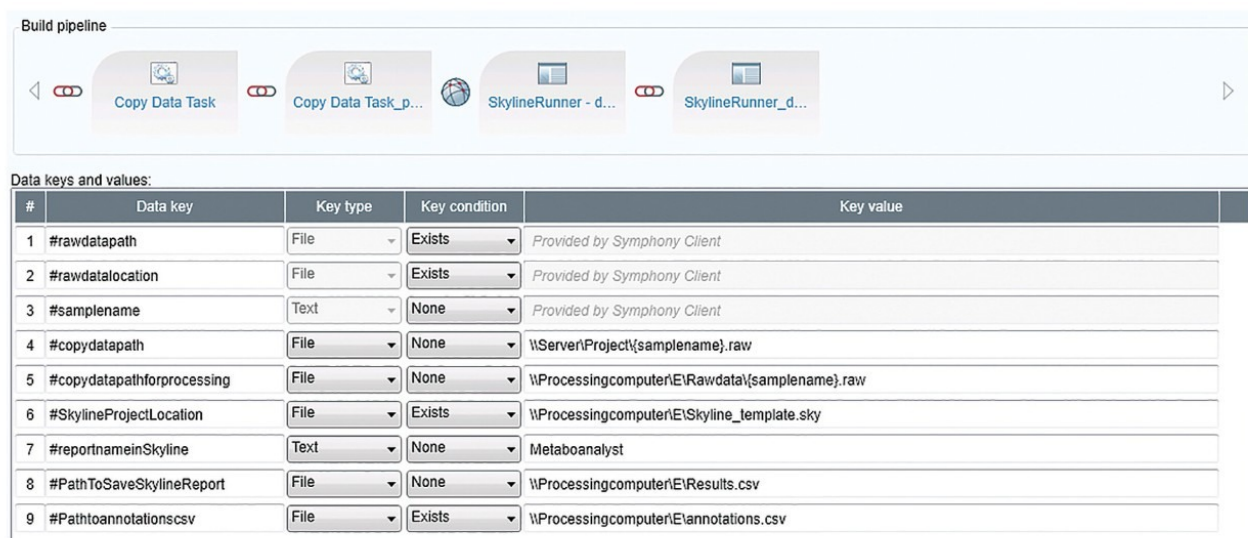 Build pipeline
Copy Data Task Copy Data Task_p... SkylineRunner - d... SkylineRunner_d...
Data keys and values:
# Data key Key type Key condition Key value
1 #rawdatapath File Exists Provided by Symphony Client
2 #rawdatalocation File Exists Provided by Symphony Client
3 #samplename Text None Provided by Symphony Client
4 #copydatapath File None \\Server\Project\{samplename}.raw
5 #copydatapathforprocessing File None \\Processingcomputer\E\Rawdata\{samplename}.raw
6 #SkylineProjectLocation File Exists \\Processingcomputer\E\Skyline_template.sky
7 #reportnameinSkyline Text None Metaboanalyst
8 #PathToSaveSkylineReport File None \\Processingcomputer\E\Results.csv
9 #Pathtoannotationscsv File Exists \\Processingcomputer\E\annotations.csv